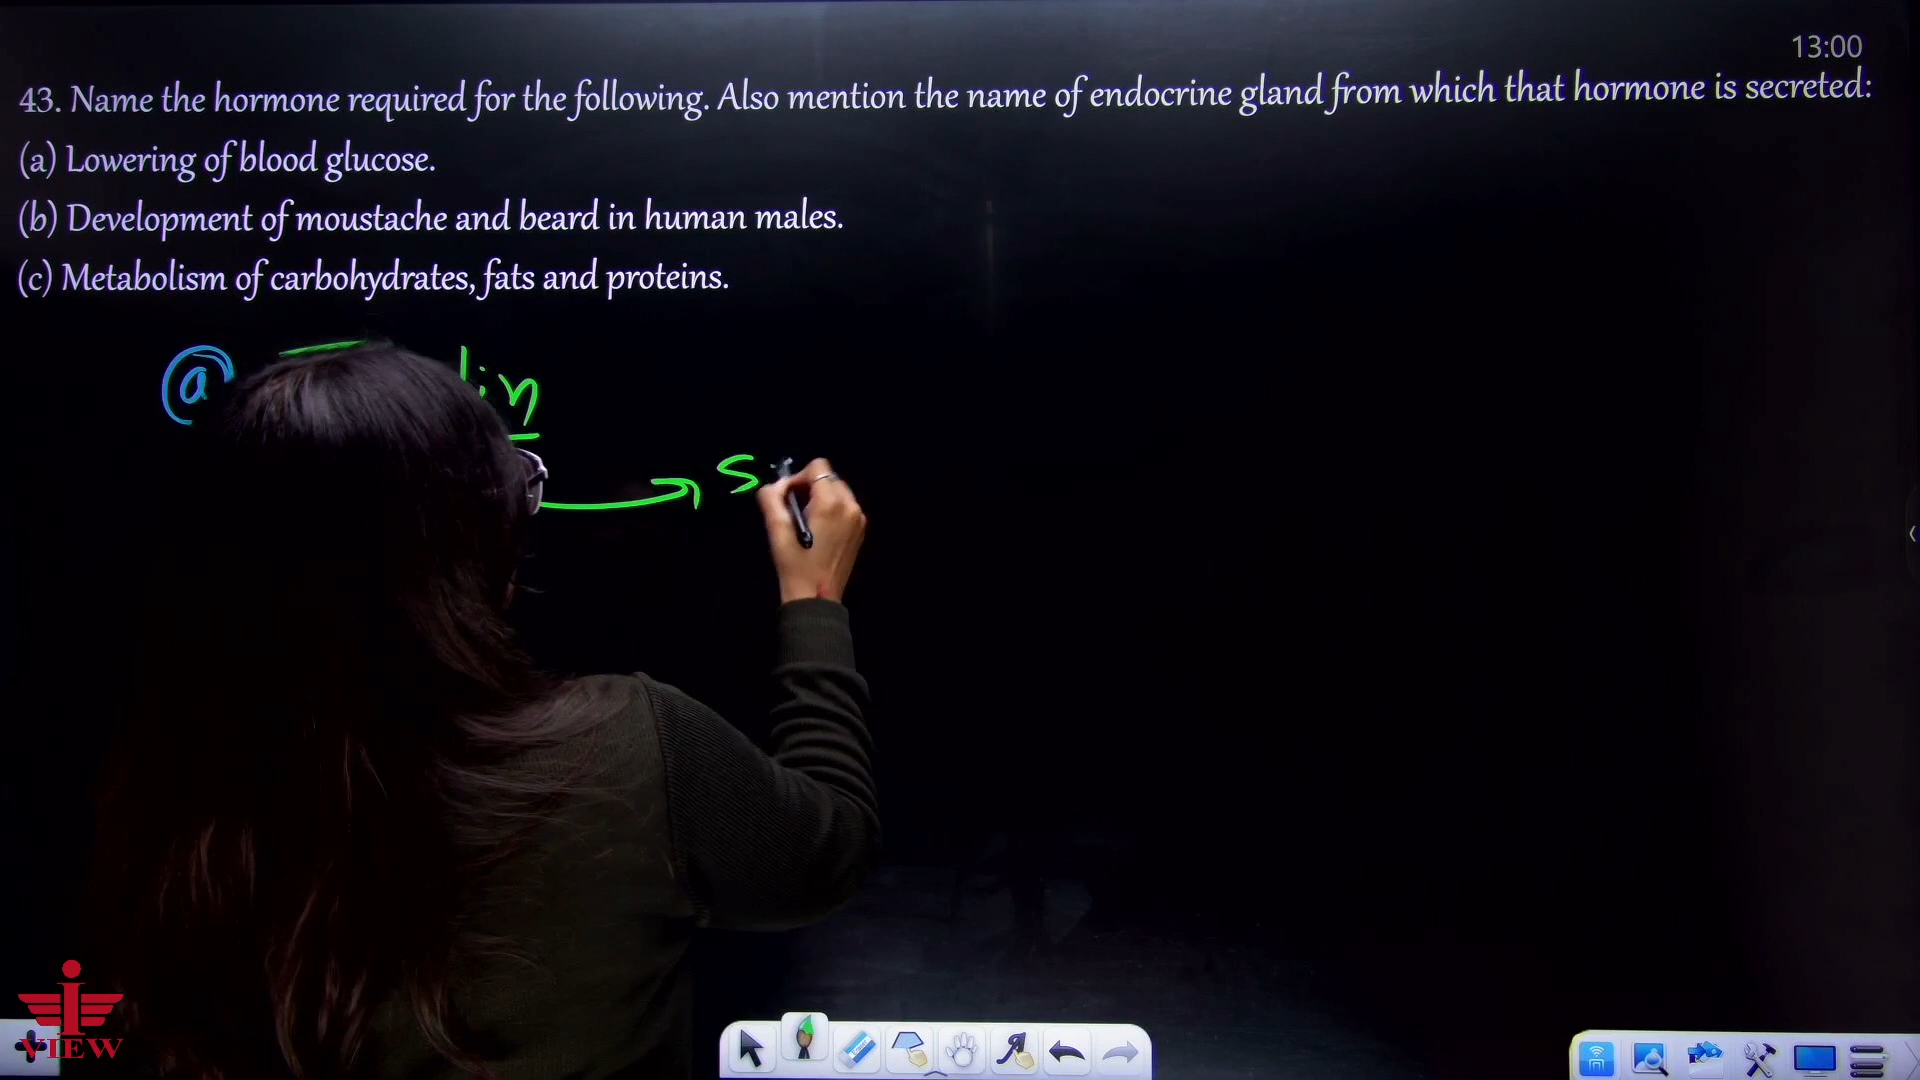 13:00
43. Name the hormone required for the following. Also mention the name of endocrine gland from which that hormone is secreted:
(a) Lowering of blood glucose.
(b) Development of moustache and beard in human males.
(c) Metabolism of carbohydrates, fats and proteins.
(a) lin
S
VIEW